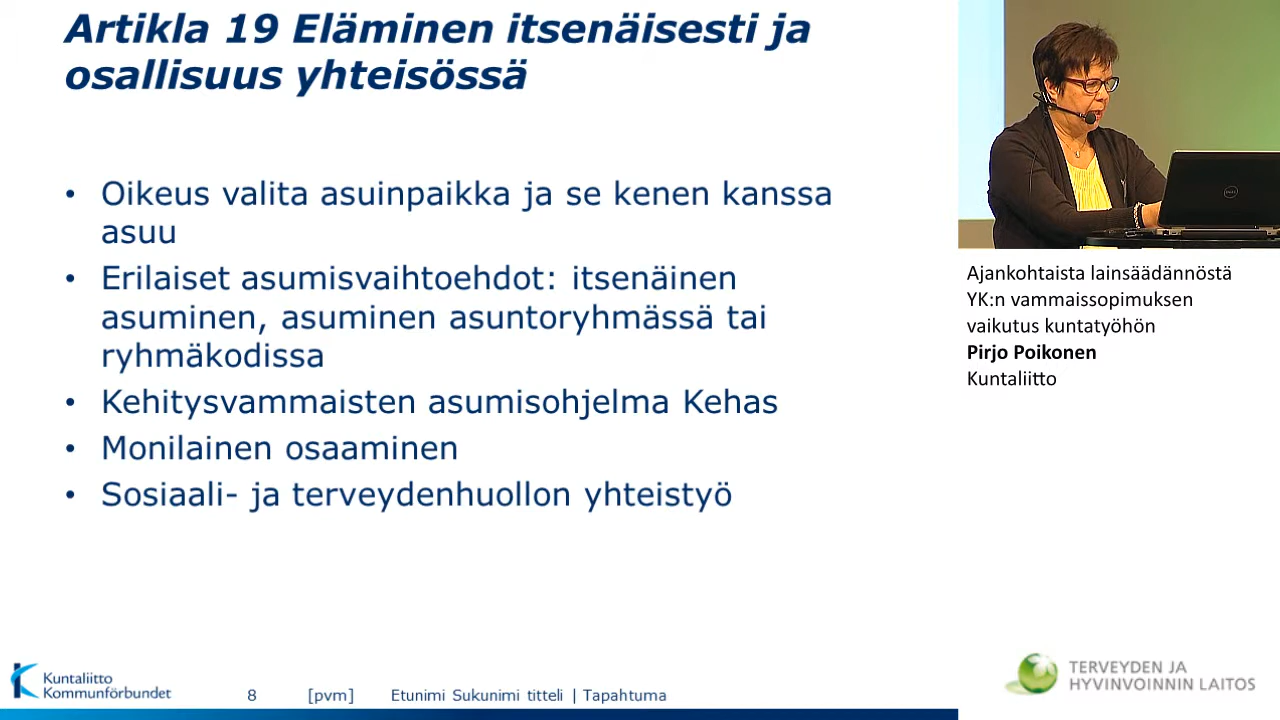 Artikla 19 Eläminen itsenäisesti ja
osallisuus yhteisössä
• Oikeus valita asuinpaikka ja se kenen kanssa
asuu
• Erilaiset asumisvaihtoehdot: itsenäinen
asuminen, asuminen asuntoryhmässä tai
ryhmäkodissa
• Kehitysvammaisten asumisohjelma Kehas
• Monilainen osaaminen
• Sosiaali- ja terveydenhuollon yhteistyö
Kuntaliitto
Kommunförbundet
8 [pvm] Etunimi Sukunimi titteli | Tapahtuma
DELL
Ajankohtaista lainsäädännöstä
YK:n vammaissopimuksen
vaikutus kuntatyöhön
Pirjo Poikonen
Kuntaliitto
TERVEYDEN JA
HYVINVOINNIN LAITOS